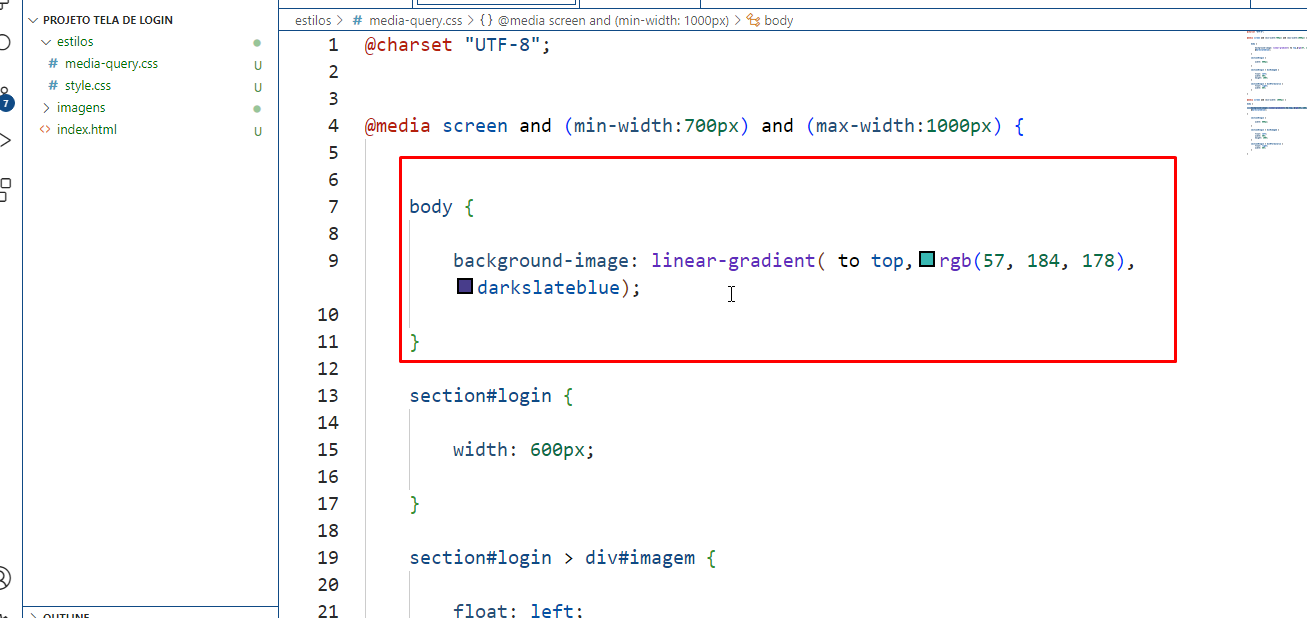 PROJETO TELA DE LOGIN
estilos
# media-query.css U
# style.css U
imagens
<> index.html U
7
OUTLINE
estilos > # media-query.css > {} @media screen and (min-width: 1000px) > body
1 @charset "UTF-8";
2
3
4 @media screen and (min-width:700px) and (max-width:1000px) {
5
6
7 body {
8
9 background-image: linear-gradient( to top, rgb(57, 184, 178),
darkslateblue);
10
11 }
12
13 section#login {
14
15 width: 600px;
16
17 }
18
19 section#login > div#imagem {
20
21 float: left;